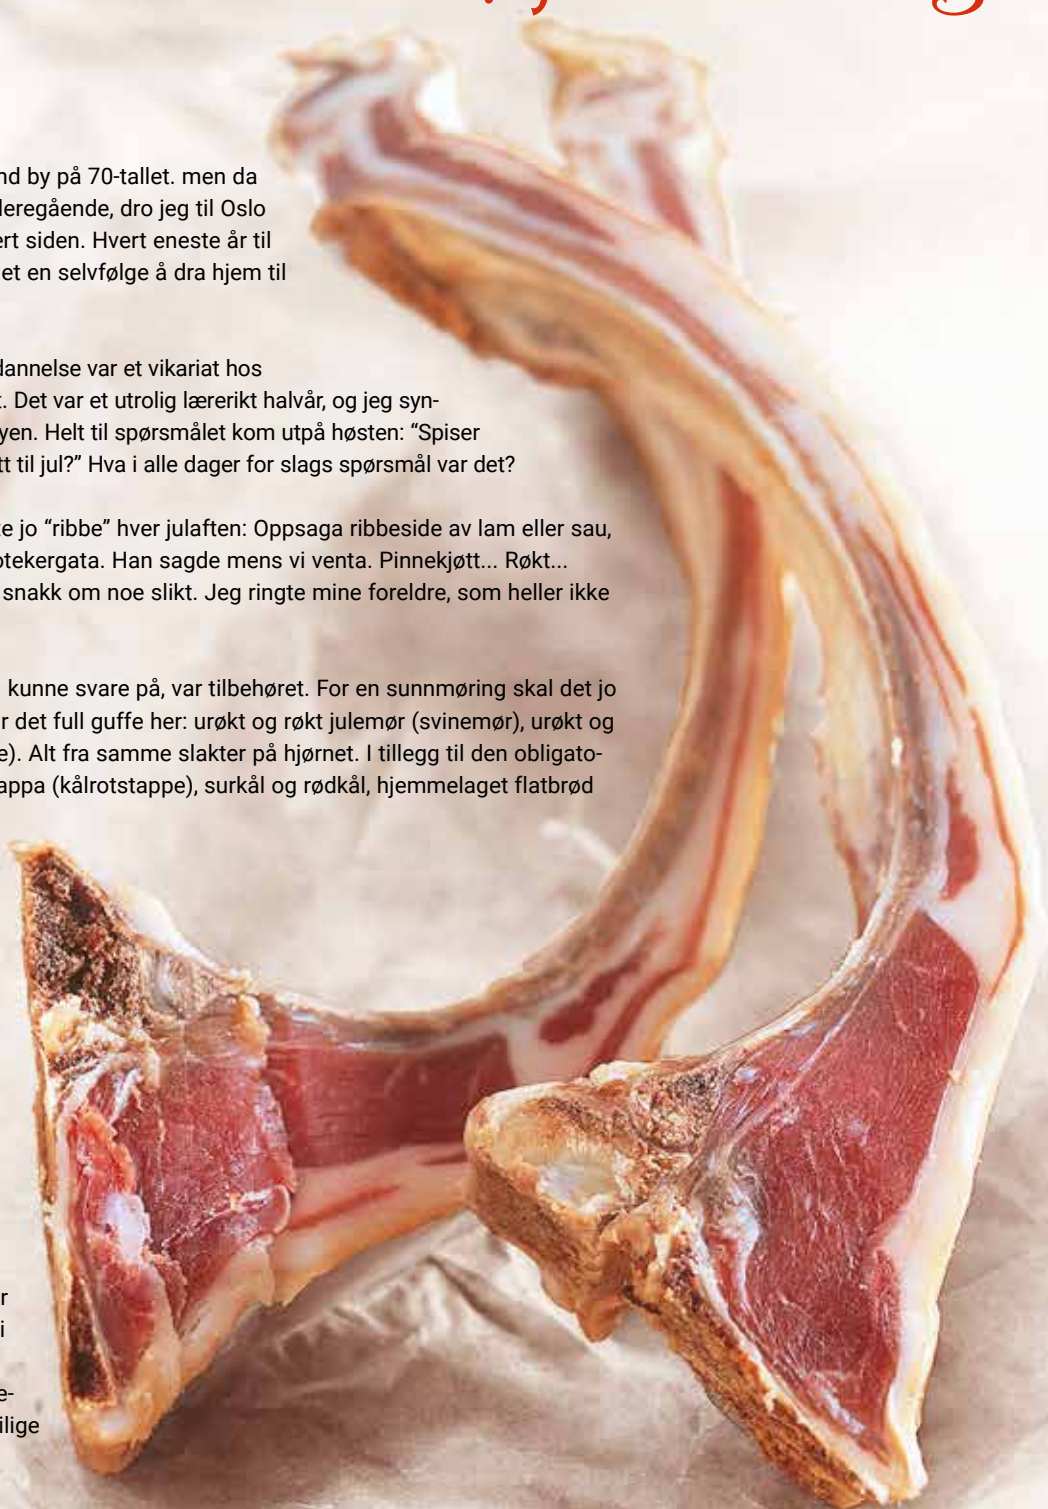 nd by på 70-tallet. men da
deregående, dro jeg til Oslo
ert siden. Hvert eneste år til
et en selvfølge å dra hjem til
dannelse var et vikariat hos
t. Det var et utrolig lærerikt halvår, og jeg syn-
yen. Helt til spørsmålet kom utpå høsten: “Spiser
tt til jul?” Hva i alle dager for slags spørsmål var det?
e jo “ribbe” hver julaften: Oppsaga ribbeside av lam eller sau,
otekergata. Han sagde mens vi venta. Pinnekjøtt... Røkt...
snakk om noe slikt. Jeg ringte mine foreldre, som heller ikke
kunne svare på, var tilbehøret. For en sunnmøring skal det jo
r det full guffe her: urøkt og røkt julemør (svinemør), urøkt og
e). Alt fra samme slakter på hjørnet. I tillegg til den obligato-
appa (kålrotstappe), surkål og rødkål, hjemmelaget flatbrød
r
i
e-
ilige